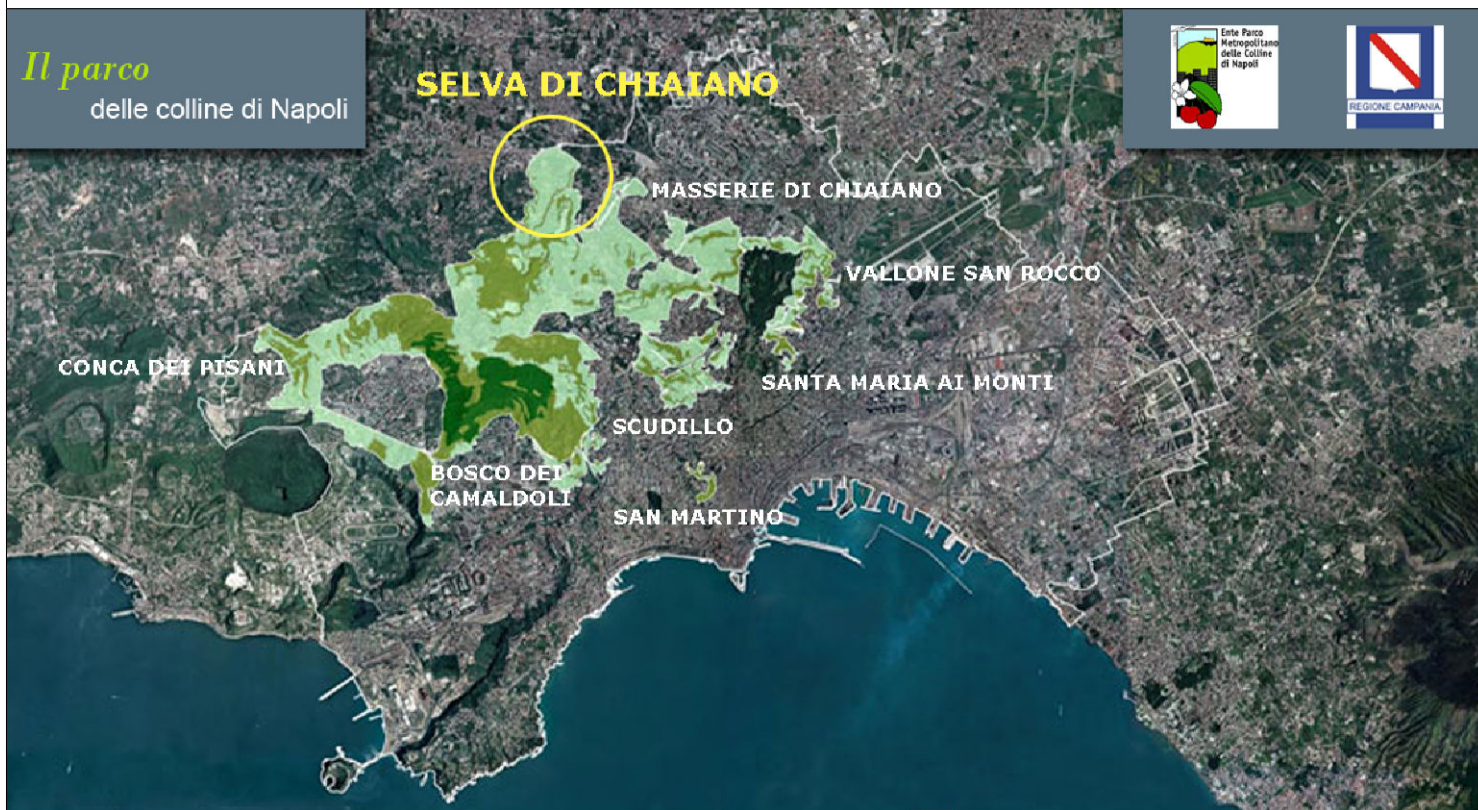 Il parco
delle colline di Napoli
SELVA DI CHIAIANO
Ente Parco
Metropolitano
delle Colline
di Napoli
REGIONE CAMPANIA
MASSERIE DI CHIAIANO
VALLONE SAN ROCCO
CONCA DEI PISANI
SANTA MARIA AI MONTI
SCUDILLO
BOSCO DEI
CAMALDOLI
SAN MARTINO